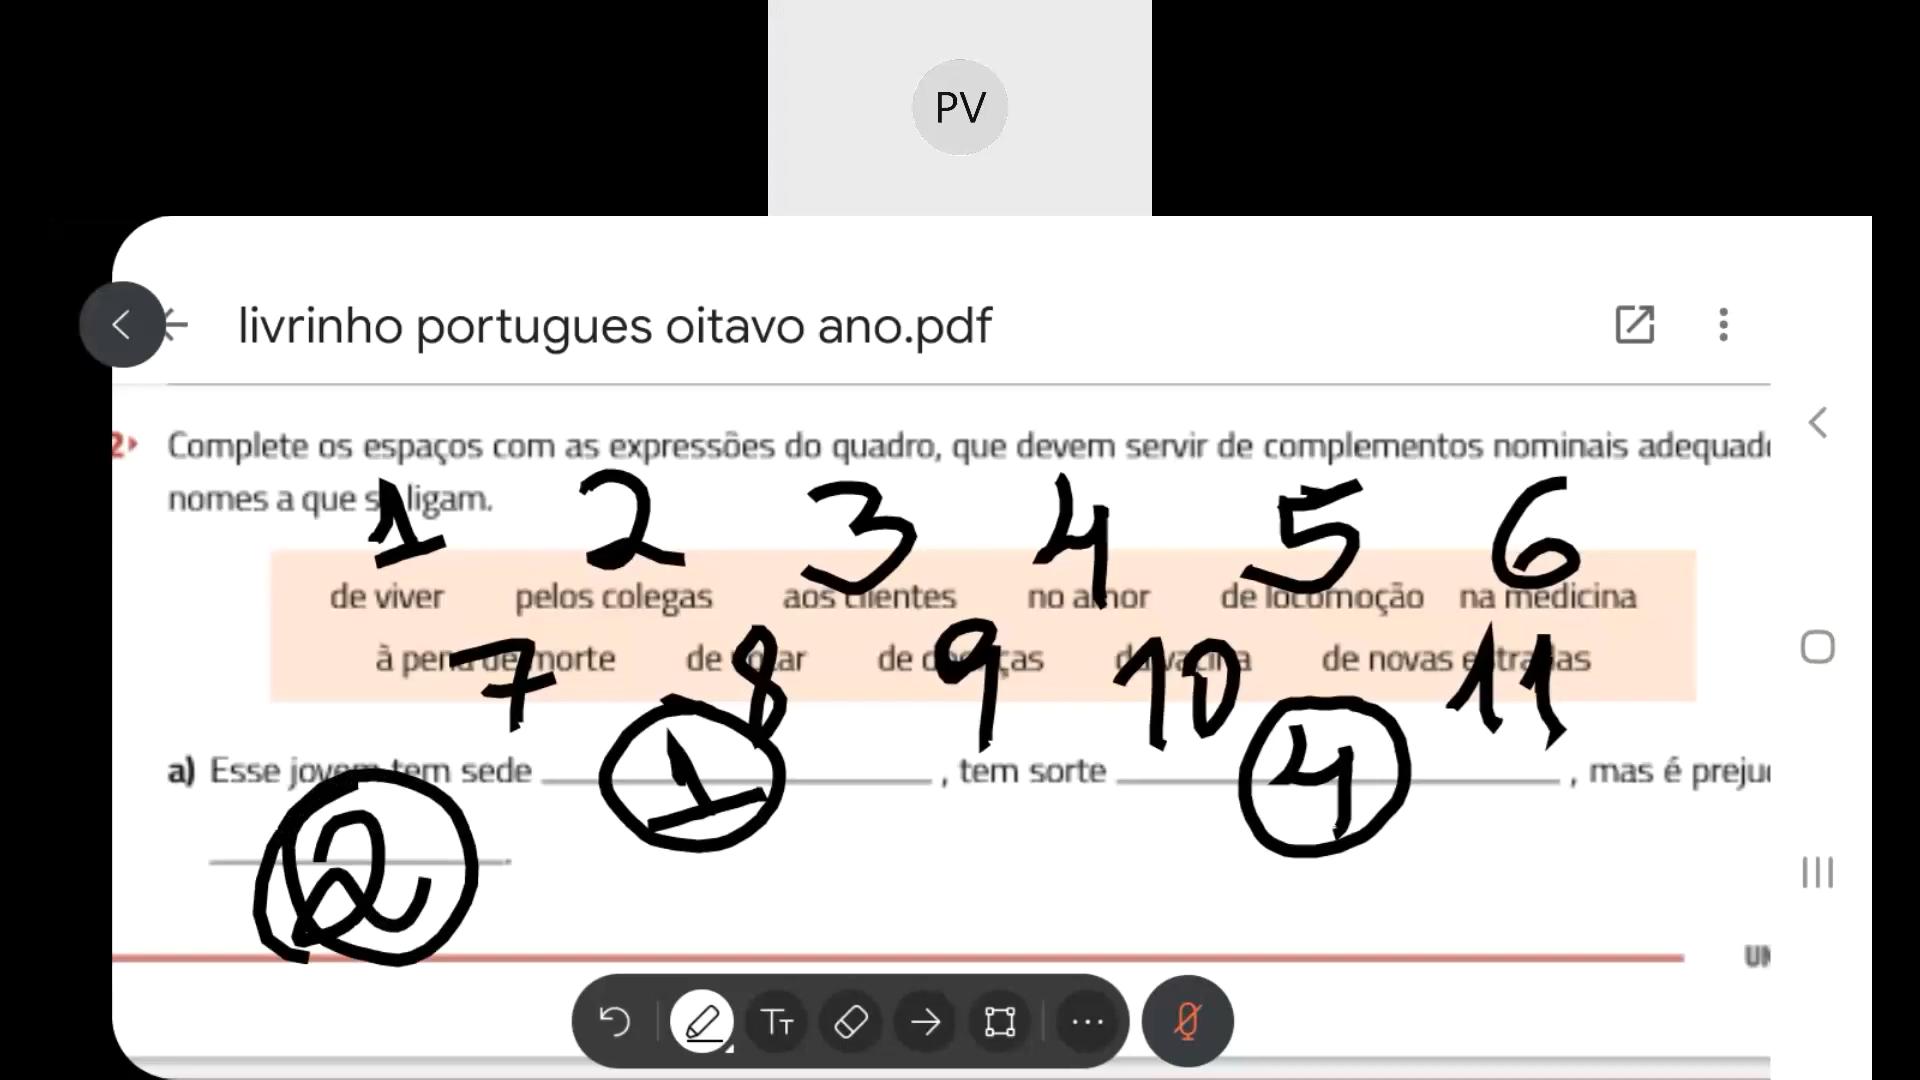 PV
livrinho portugues oitavo ano.pdf
2 Complete os espaços com as expressões do quadro, que devem servir de complementos nominais adequad
nomes a que s ligam.
1 2 3 4 5 6
de viver pelos colegas aos clientes no amor de locomoção na medicina
à pena de morte de de doenças da vacina de novas estradas
7 8 9 10 11
a) Esse jovem tem sede ① , tem sorte ④ , mas é preju
②
UN
Tт